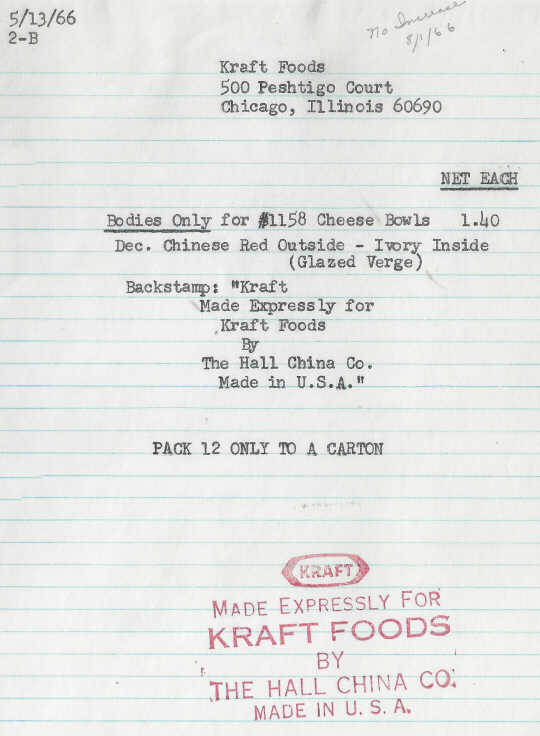 5/13/66
2-B
No Increase
8/1/66
Kraft Foods
500 Peshtigo Court
Chicago, Illinois 60690
NET EACH
Bodies Only for #1158 Cheese Bowls 1.40
Dec. Chinese Red Outside - Ivory Inside
(Glazed Verge)
Backstamp: "Kraft
Made Expressly for
Kraft Foods
By
The Hall China Co.
Made in U.S.A."
PACK 12 ONLY TO A CARTON
KRAFT
MADE EXPRESSLY FOR
KRAFT FOODS
BY
THE HALL CHINA CO.
MADE IN U. S. A.